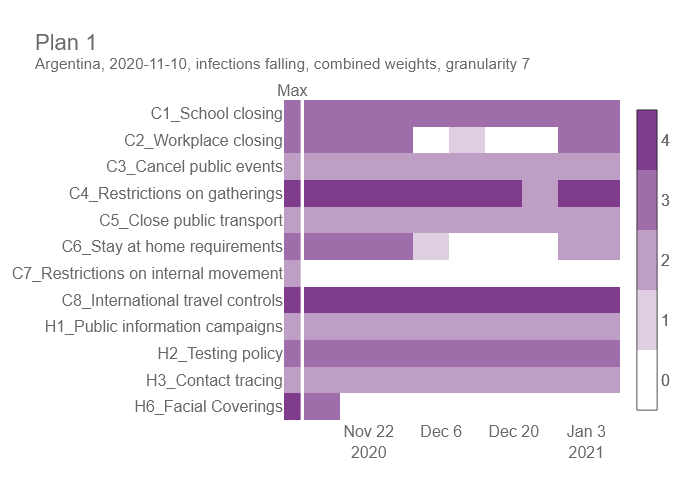 Plan 1
Argentina, 2020-11-10, infections falling, combined weights, granularity 7
Max
C1_School closing
C2_Workplace closing
C3_Cancel public events
C4_Restrictions on gatherings
C5_Close public transport
C6_Stay at home requirements
C7_Restrictions on internal movement
C8_International travel controls
H1_Public information campaigns
H2_Testing policy
H3_Contact tracing
H6_Facial Coverings
Nov 22 Dec 6 Dec 20 Jan 3
2020 2021
4
3
2
1
0